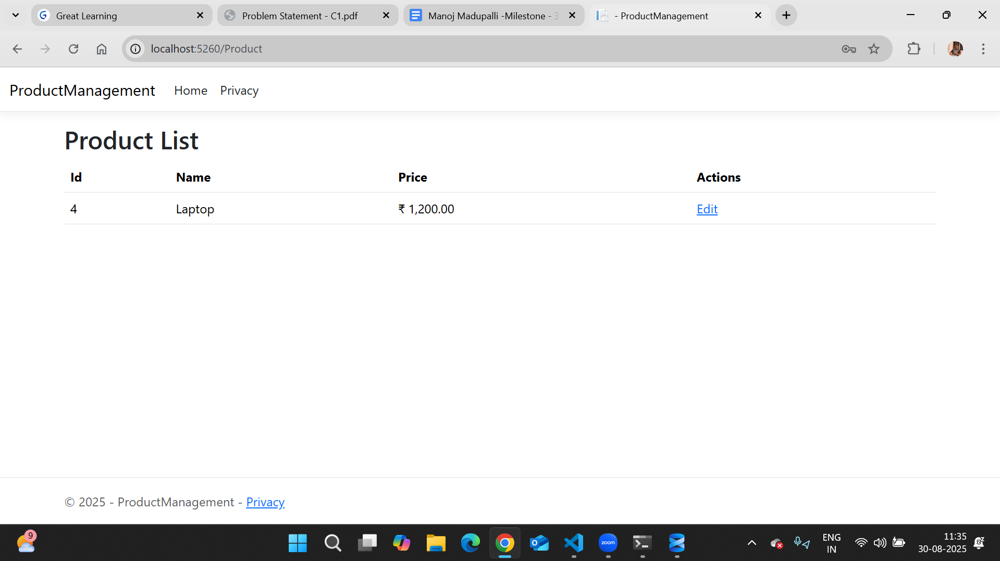 Great Learning
Problem Statement - C1.pdf
Manoj Madupalli -Milestone - 3
- ProductManagement
localhost:5260/Product
ProductManagement Home Privacy
Product List
Id Name Price Actions
4 Laptop ₹ 1,200.00 Edit
© 2025 - ProductManagement - Privacy
9
zoom
ENG
IN
11:35
30-08-2025